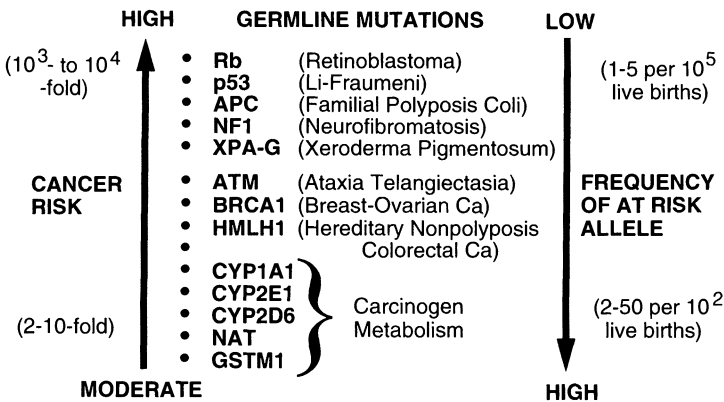 HIGH GERMLINE MUTATIONS LOW
(10³- to 10⁴ -fold)
(1-5 per 10⁵ live births)
• Rb (Retinoblastoma)
• p53 (Li-Fraumeni)
• APC (Familial Polyposis Coli)
• NF1 (Neurofibromatosis)
• XPA-G (Xeroderma Pigmentosum)
CANCER RISK
FREQUENCY OF AT RISK ALLELE
• ATM (Ataxia Telangiectasia)
• BRCA1 (Breast-Ovarian Ca)
• HMLH1 (Hereditary Nonpolyposis
• Colorectal Ca)
• CYP1A1
• CYP2E1
• CYP2D6
• NAT
• GSTM1
Carcinogen
Metabolism
(2-10-fold)
(2-50 per 10² live births)
MODERATE HIGH